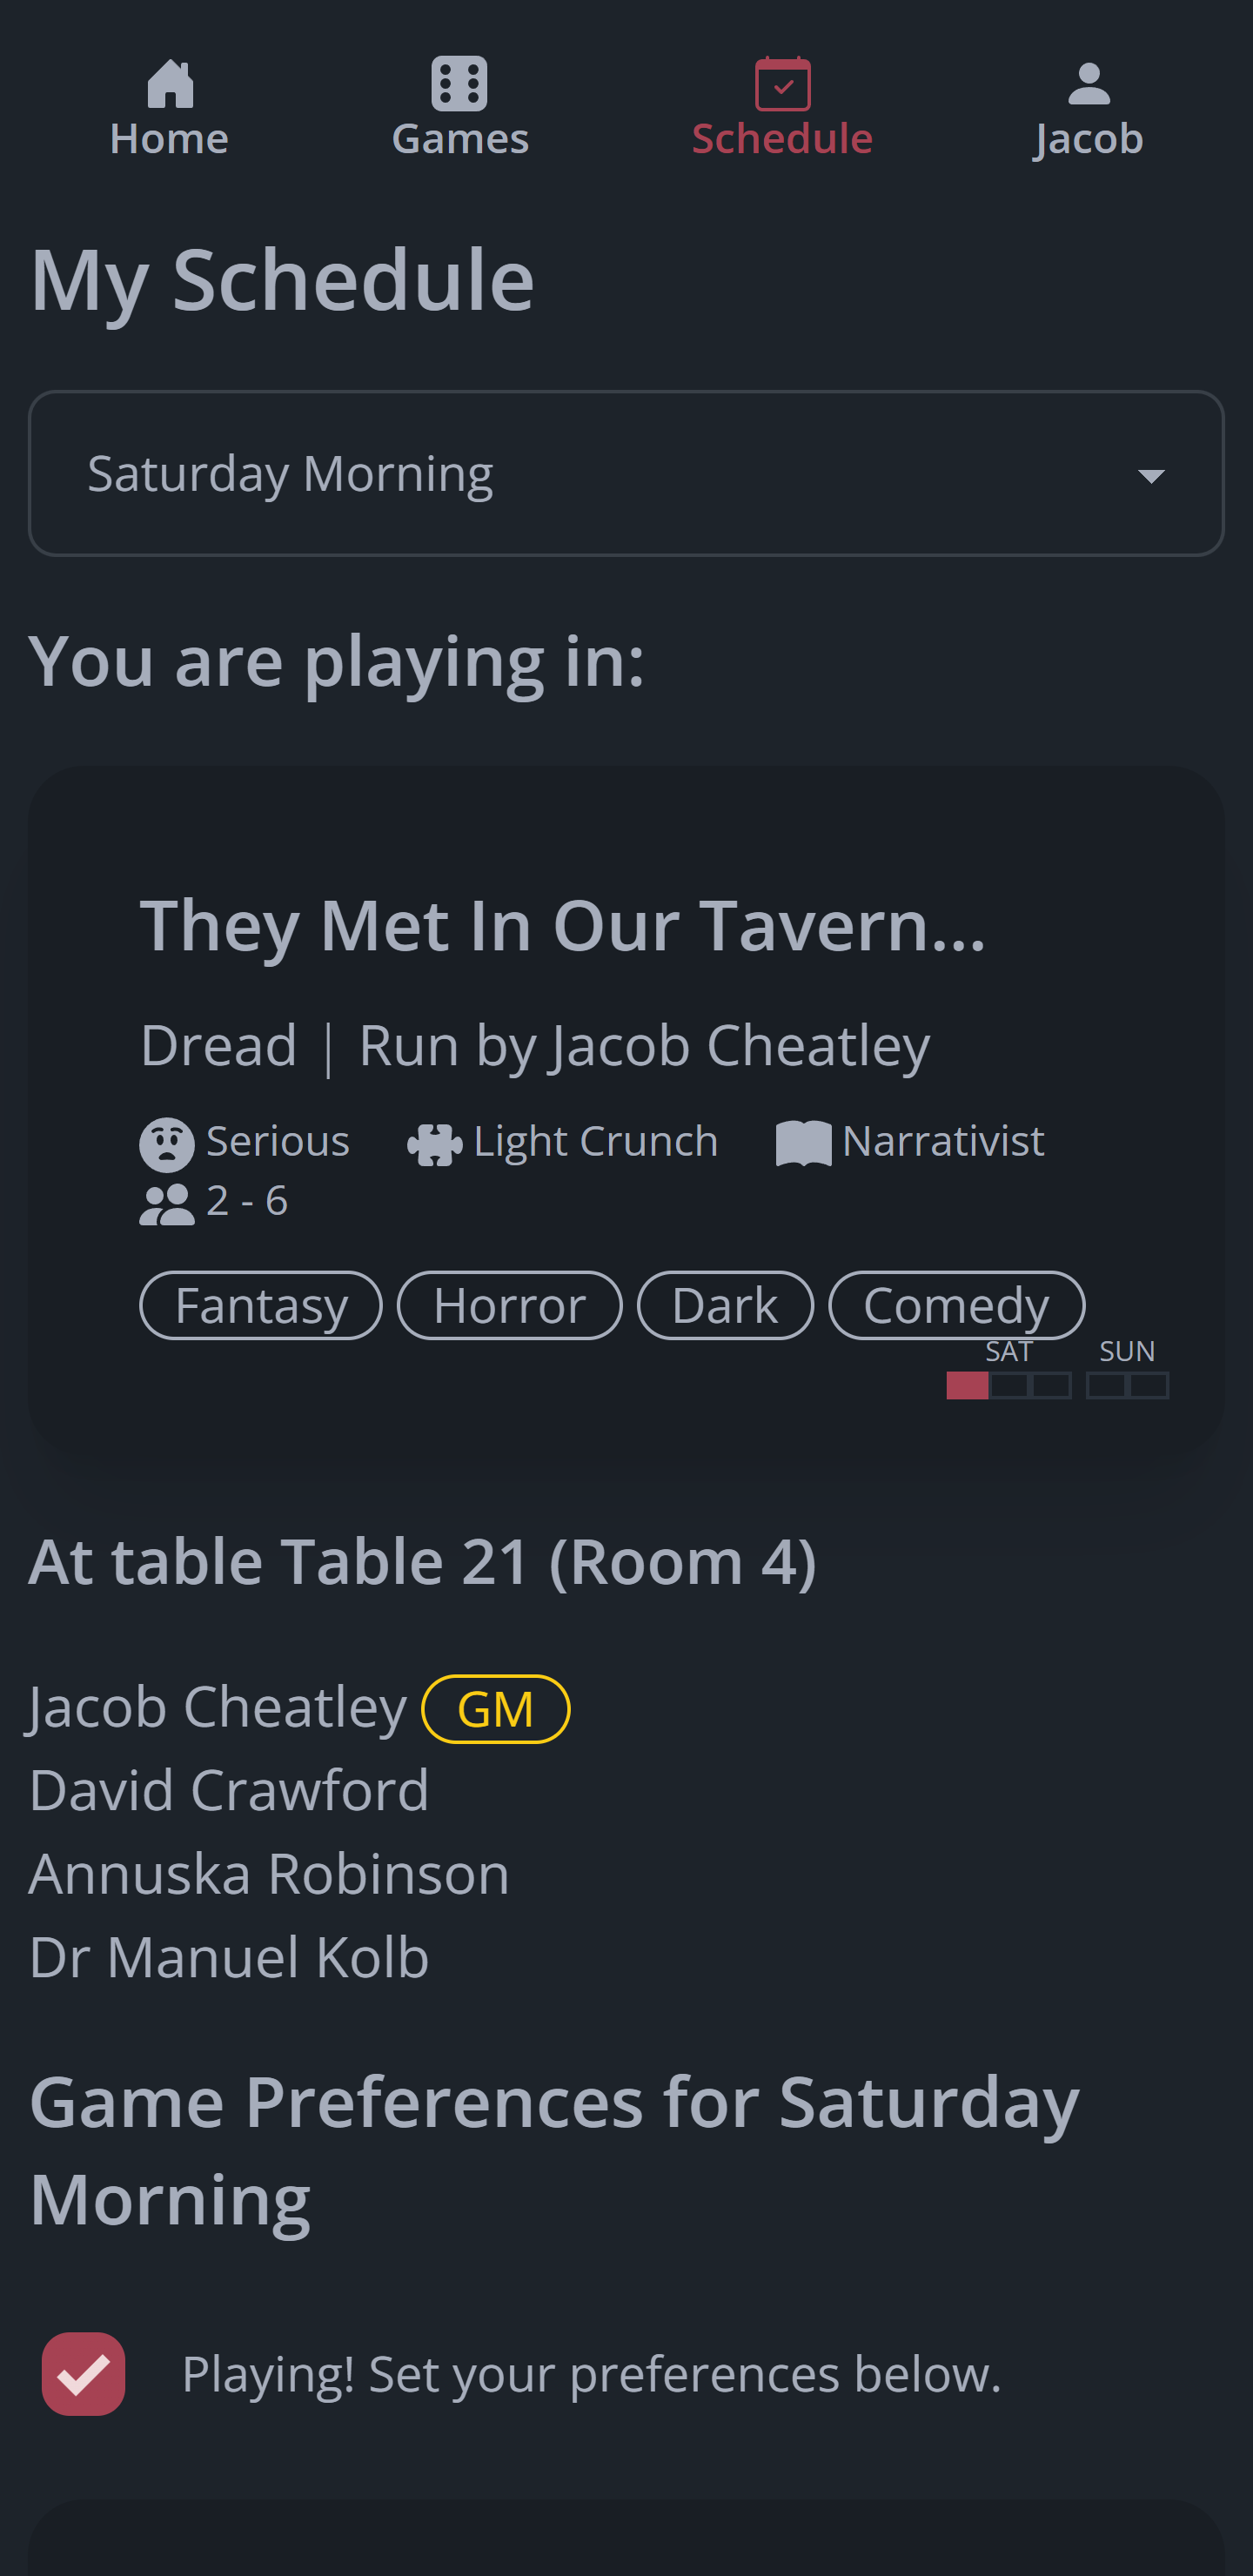 Home Games Schedule Jacob
My Schedule
Saturday Morning
You are playing in:
They Met In Our Tavern...
Dread | Run by Jacob Cheatley
Serious Light Crunch Narrativist
2 - 6
Fantasy Horror Dark Comedy
SAT SUN
At table Table 21 (Room 4)
Jacob Cheatley GM
David Crawford
Annuska Robinson
Dr Manuel Kolb
Game Preferences for Saturday
Morning
Playing! Set your preferences below.